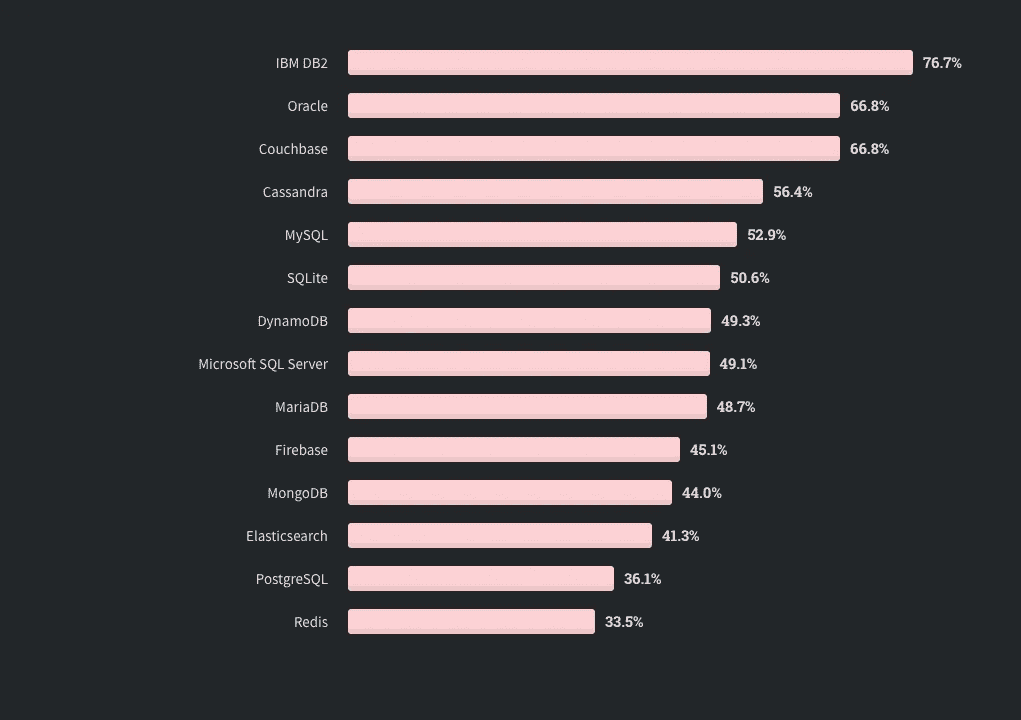 IBM DB2 76.7%
Oracle 66.8%
Couchbase 66.8%
Cassandra 56.4%
MySQL 52.9%
SQLite 50.6%
DynamoDB 49.3%
Microsoft SQL Server 49.1%
MariaDB 48.7%
Firebase 45.1%
MongoDB 44.0%
Elasticsearch 41.3%
PostgreSQL 36.1%
Redis 33.5%